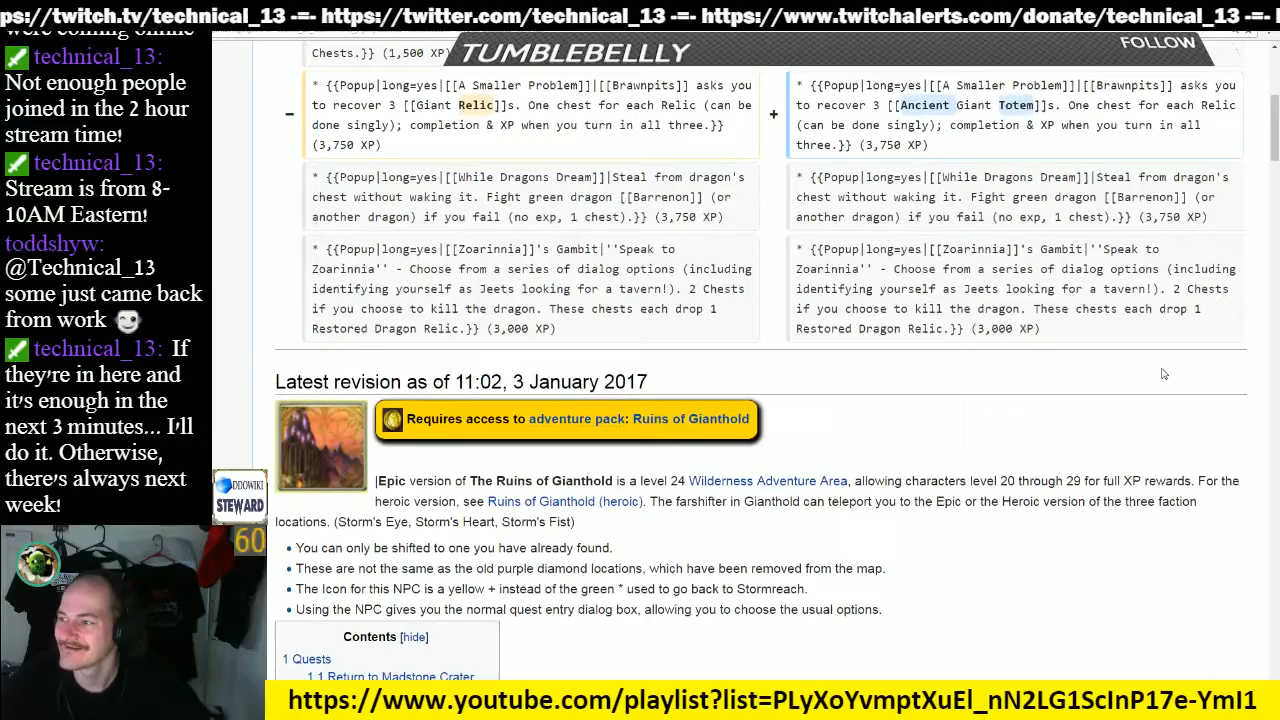 ps://twitch.tv/technical_13 -=- https://twitter.com/technical_13 -=- https://www.twitchalerts.com/donate/technical_13 -=- H
were coming online
technical_13:
Not enough people
joined in the 2 hour
stream time!
technical_13:
Stream is from 8-
10AM Eastern!
toddshyw:
@Technical_13
some just came back
from work
technical_13: If
they're in here and
it's enough in the
next 3 minutes... I'll
do it. Otherwise,
there's always next
week!
DDOWIKI
STEWARD
60
TUMBLEBELLLY
FOLLOW
Chests.}} (1,500 XP)
− * {{Popup|long=yes|[[A Smaller Problem]]|[[Brawnpits]] asks you
to recover 3 [[Giant Relic]]s. One chest for each Relic (can be
done singly); completion & XP when you turn in all three.}}
(3,750 XP)
+ * {{Popup|long=yes|[[A Smaller Problem]]|[[Brawnpits]] asks you
to recover 3 [[Ancient Giant Totem]]s. One chest for each Relic
(can be done singly); completion & XP when you turn in all
three.}} (3,750 XP)
* {{Popup|long=yes|[[While Dragons Dream]]|Steal from dragon's
chest without waking it. Fight green dragon [[Barrenon]] (or
another dragon) if you fail (no exp, 1 chest).}} (3,750 XP)
* {{Popup|long=yes|[[While Dragons Dream]]|Steal from dragon's
chest without waking it. Fight green dragon [[Barrenon]] (or
another dragon) if you fail (no exp, 1 chest).}} (3,750 XP)
* {{Popup|long=yes|[[Zoarinnia]]'s Gambit|''Speak to
Zoarinnia'' - Choose from a series of dialog options (including
identifying yourself as Jeets looking for a tavern!). 2 Chests
if you choose to kill the dragon. These chests each drop 1
Restored Dragon Relic.}} (3,000 XP)
* {{Popup|long=yes|[[Zoarinnia]]'s Gambit|''Speak to
Zoarinnia'' - Choose from a series of dialog options (including
identifying yourself as Jeets looking for a tavern!). 2 Chests
if you choose to kill the dragon. These chests each drop 1
Restored Dragon Relic.}} (3,000 XP)
Latest revision as of 11:02, 3 January 2017
Requires access to adventure pack: Ruins of Gianthold
|Epic version of The Ruins of Gianthold is a level 24 Wilderness Adventure Area, allowing characters level 20 through 29 for full XP rewards. For the
heroic version, see Ruins of Gianthold (heroic). The farshifter in Gianthold can teleport you to the Epic or the Heroic version of the three faction
locations. (Storm's Eye, Storm's Heart, Storm's Fist)
• You can only be shifted to one you have already found.
• These are not the same as the old purple diamond locations, which have been removed from the map.
• The Icon for this NPC is a yellow + instead of the green * used to go back to Stormreach.
• Using the NPC gives you the normal quest entry dialog box, allowing you to choose the usual options.
Contents [hide]
1 Quests
1.1 Return to Madstone Crater
https://www.youtube.com/playlist?list=PLyXoYvmptXuEl_nN2LG1ScInP17e-YmI1